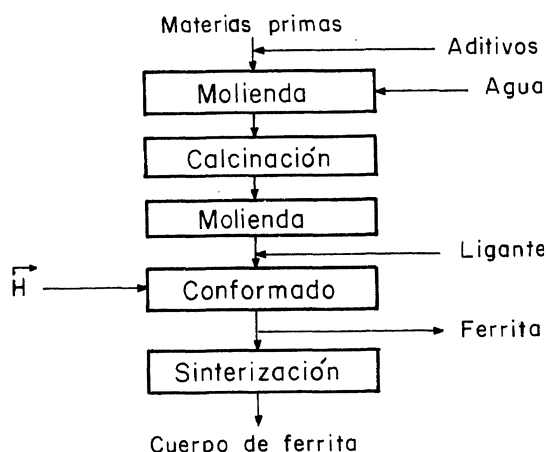 Materias primas
Aditivos
Molienda
Agua
Calcinación
Molienda
Ligante
H
Conformado
Ferrita
Sinterización
Cuerpo de ferrita